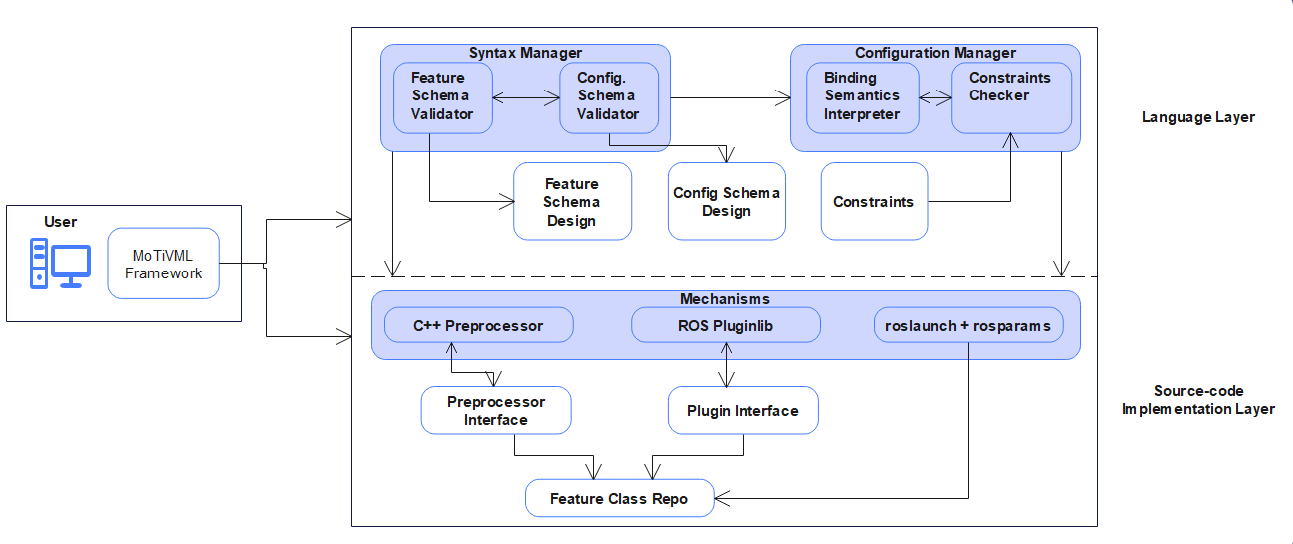 Syntax Manager
Feature
Schema
Validator
Config.
Schema
Validator
Configuration Manager
Binding
Semantics
Interpreter
Constraints
Checker
Language Layer
Feature
Schema
Design
Config Schema
Design
Constraints
User
MoTiVML
Framework
Mechanisms
C++ Preprocessor
ROS Pluginlib
roslaunch + rosparams
Preprocessor
Interface
Plugin Interface
Source-code
Implementation Layer
Feature Class Repo